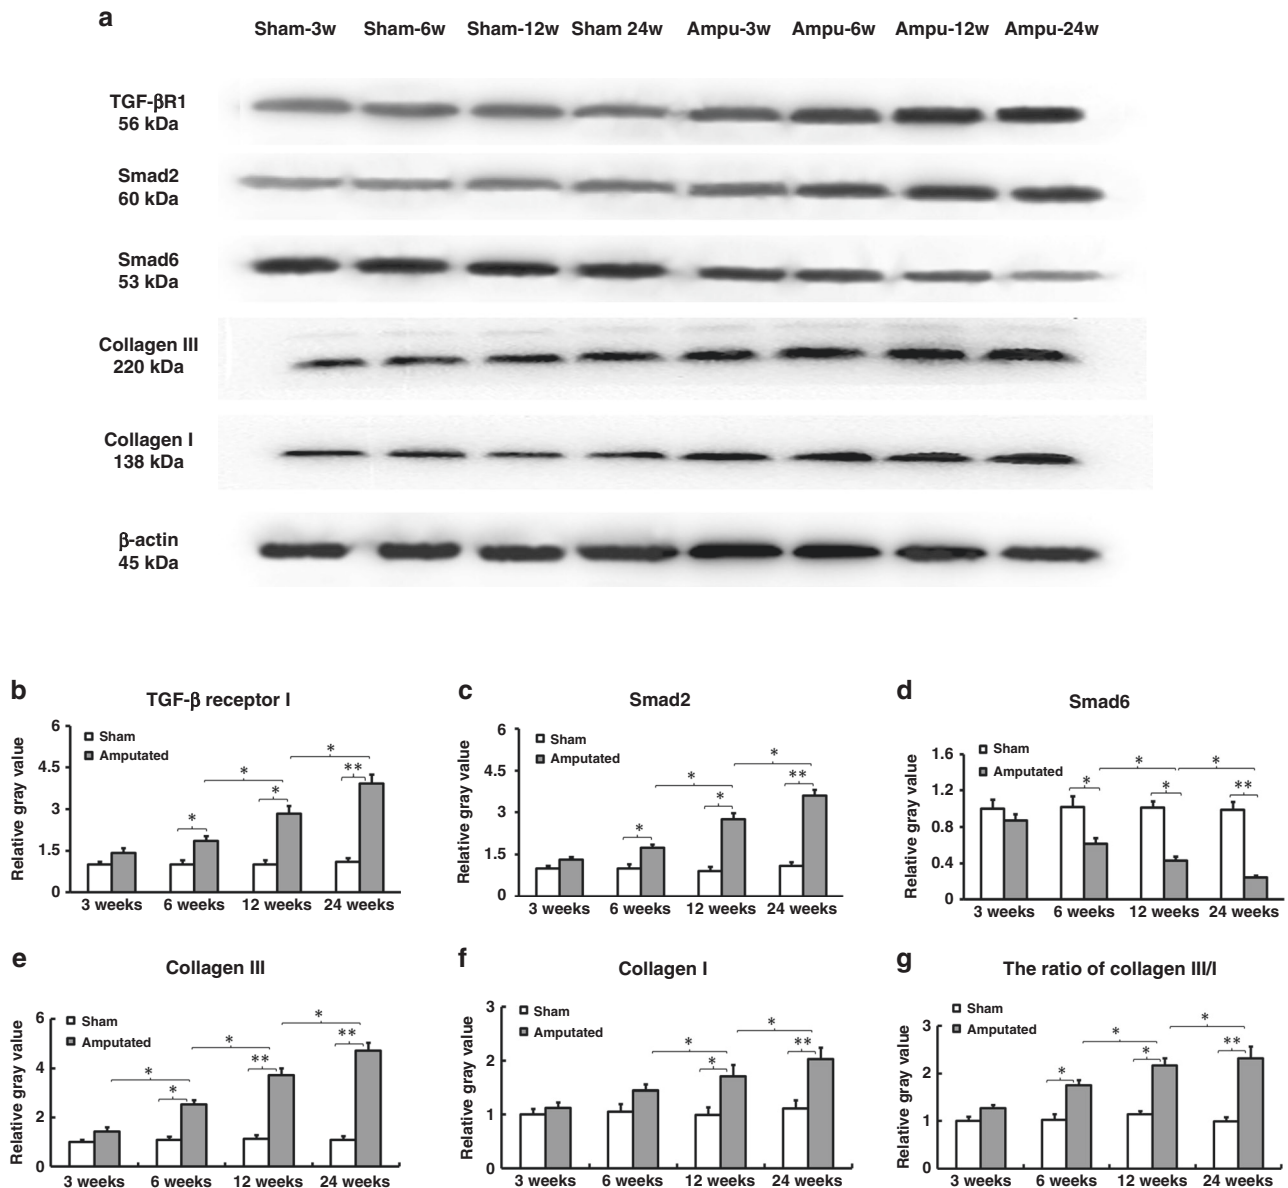 a
Sham-3w Sham-6w Sham-12w Sham 24w Ampu-3w Ampu-6w Ampu-12w Ampu-24w
TGF-βR1
56 kDa
Smad2
60 kDa
Smad6
53 kDa
Collagen III
220 kDa
Collagen I
138 kDa
β-actin
45 kDa
b
TGF-β receptor I
Relative gray value
6
4.5
3
1.5
0
Sham
Amputated
*
*
**
*
*
3 weeks 6 weeks 12 weeks 24 weeks
c
Smad2
Relative gray value
6
4.5
3
1.5
0
Sham
Amputated
*
*
**
*
*
3 weeks 6 weeks 12 weeks 24 weeks
d
Smad6
Relative gray value
1.6
1.2
0.8
0.4
0
Sham
Amputated
*
*
**
*
*
3 weeks 6 weeks 12 weeks 24 weeks
e
Collagen III
Relative gray value
6
4
2
0
Sham
Amputated
*
*
**
*
**
*
3 weeks 6 weeks 12 weeks 24 weeks
f
Collagen I
Relative gray value
3
2
1
0
Sham
Amputated
*
*
**
*
3 weeks 6 weeks 12 weeks 24 weeks
g
The ratio of collagen III/I
Relative gray value
3
2
1
0
Sham
Amputated
*
*
**
*
*
3 weeks 6 weeks 12 weeks 24 weeks